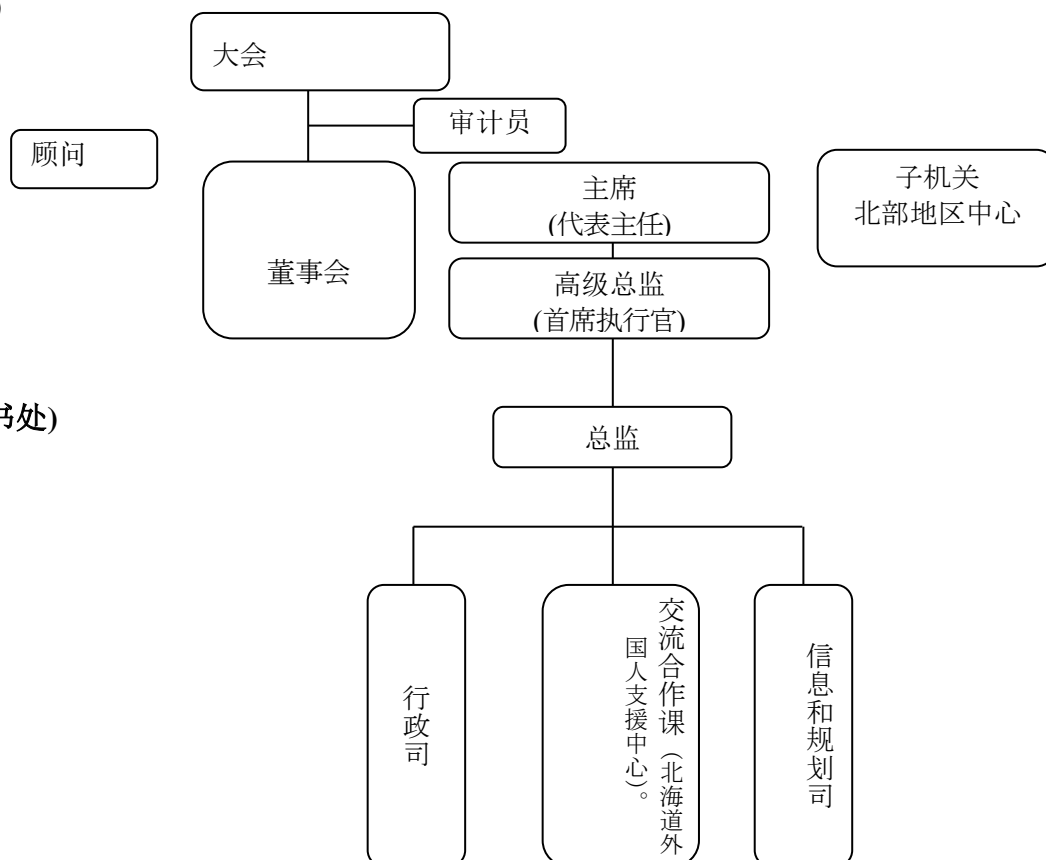 )
大会
审计员
顾问
主席
(代表主任)
子机关
北部地区中心
董事会
高级总监
(首席执行官)
书处)
总监
行政司
交流合作课（北海道外
国人支援中心）。
信息和规划司